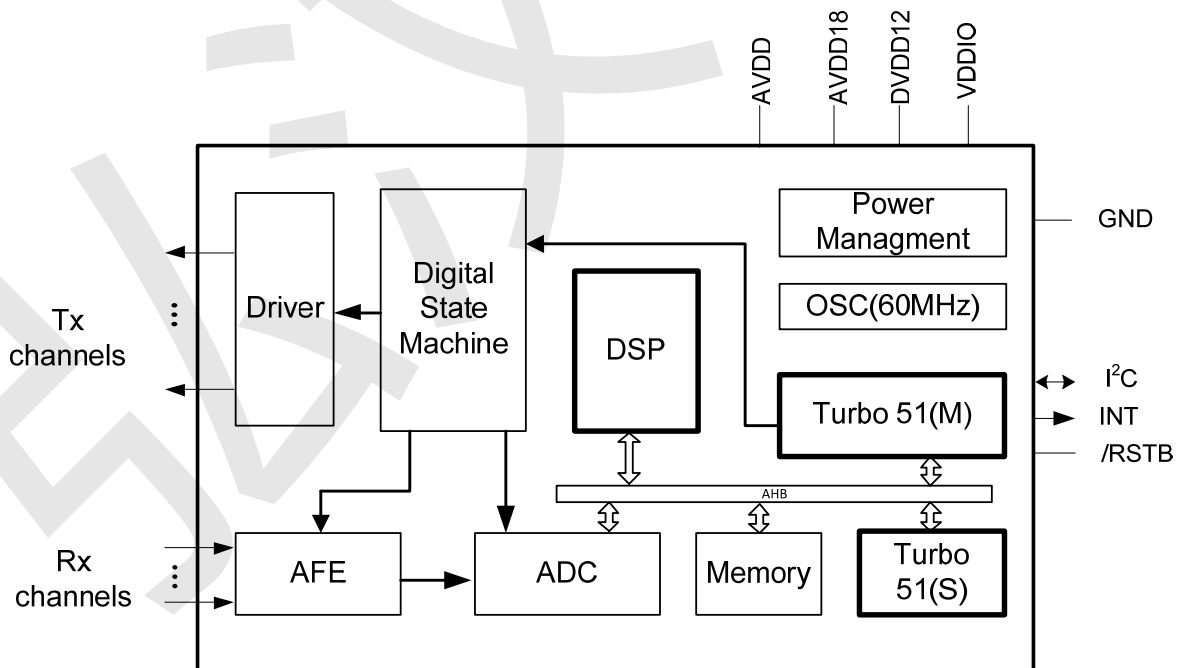 AVDD
AVDD18
DVDD12
VDDIO
Power
Managment
GND
Digital
State
Machine
Driver
OSC(60MHz)
Tx
channels
DSP
I²C
Turbo 51(M)
INT
/RSTB
AHB
Rx
channels
AFE
ADC
Memory
Turbo
51(S)